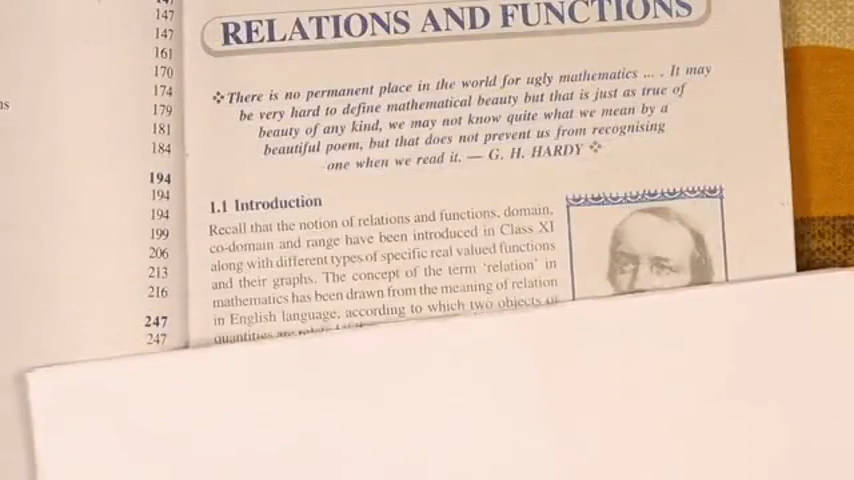 147
147
161
170
174
179
181
184
194
194
194
199
206
213
216
247
247
RELATIONS AND FUNCTIONS
❖There is no permanent place in the world for ugly mathematics ... . It may
be very hard to define mathematical beauty but that is just as true of
beauty of any kind, we may not know quite what we mean by a
beautiful poem, but that does not prevent us from recognising
one when we read it. — G. H. HARDY ❖
1.1 Introduction
Recall that the notion of relations and functions, domain,
co-domain and range have been introduced in Class XI
along with different types of specific real valued functions
and their graphs. The concept of the term ‘relation’ in
mathematics has been drawn from the meaning of relation
in English language, according to which two objects or
quantities are